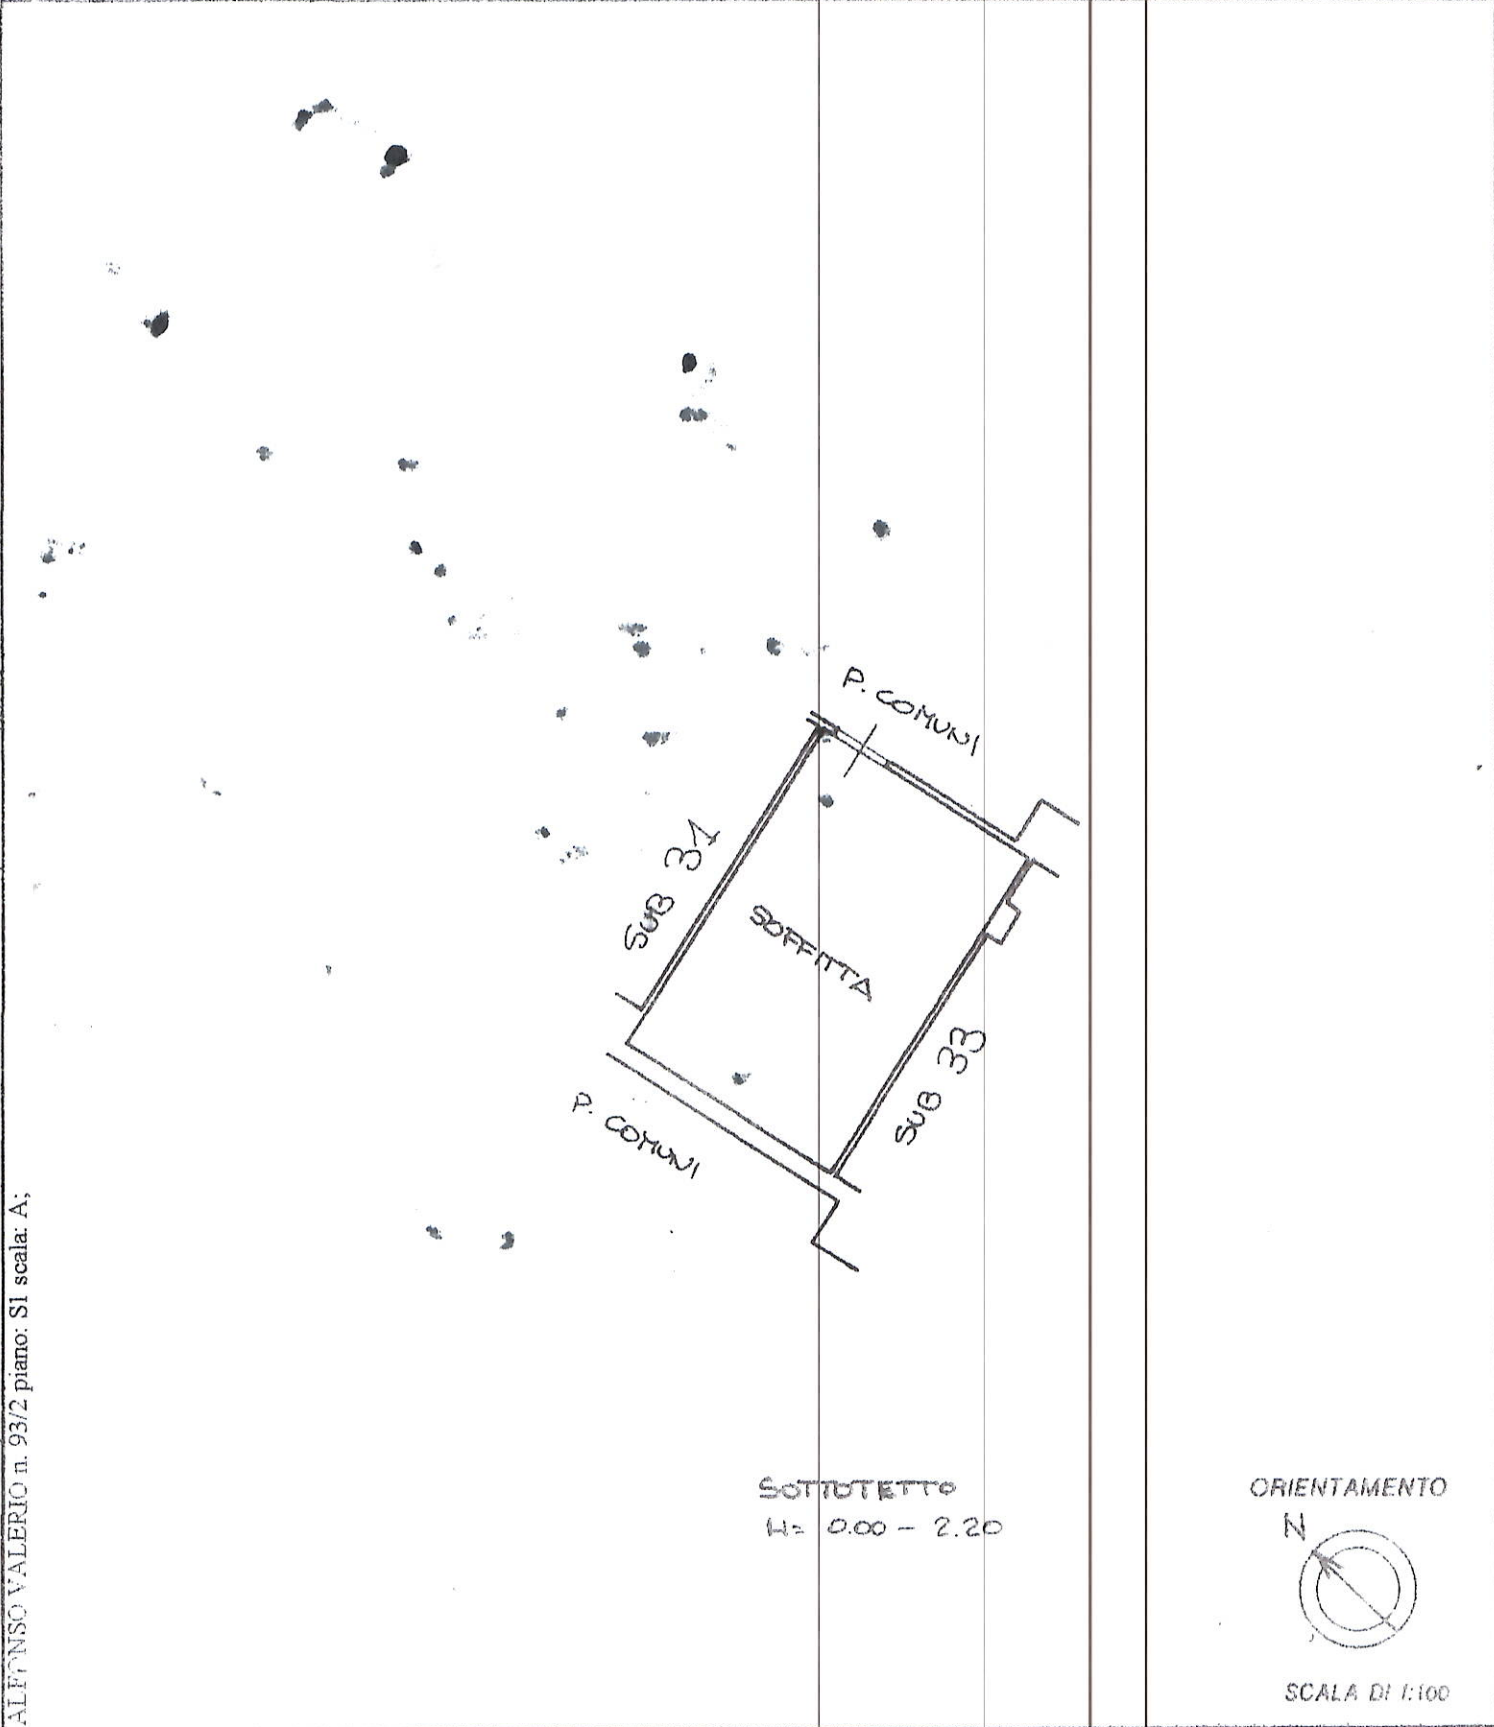 P. COMUNI
SUB 31
SOFFITTA
SUB 33
P. COMUNI
SOTTOTETTO
H= 0.00 - 2.20
ORIENTAMENTO
N
SCALA DI 1:100
ALFONSO VALERIO n. 93/2 piano: S1 scala: A;